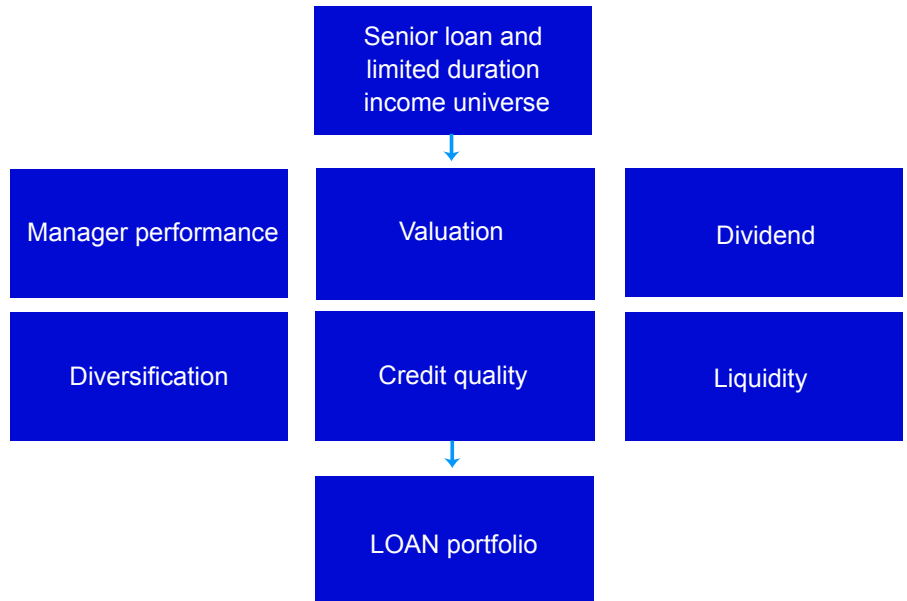 Senior loan and
limited duration
income universe
Manager performance
Valuation
Dividend
Diversification
Credit quality
Liquidity
LOAN portfolio